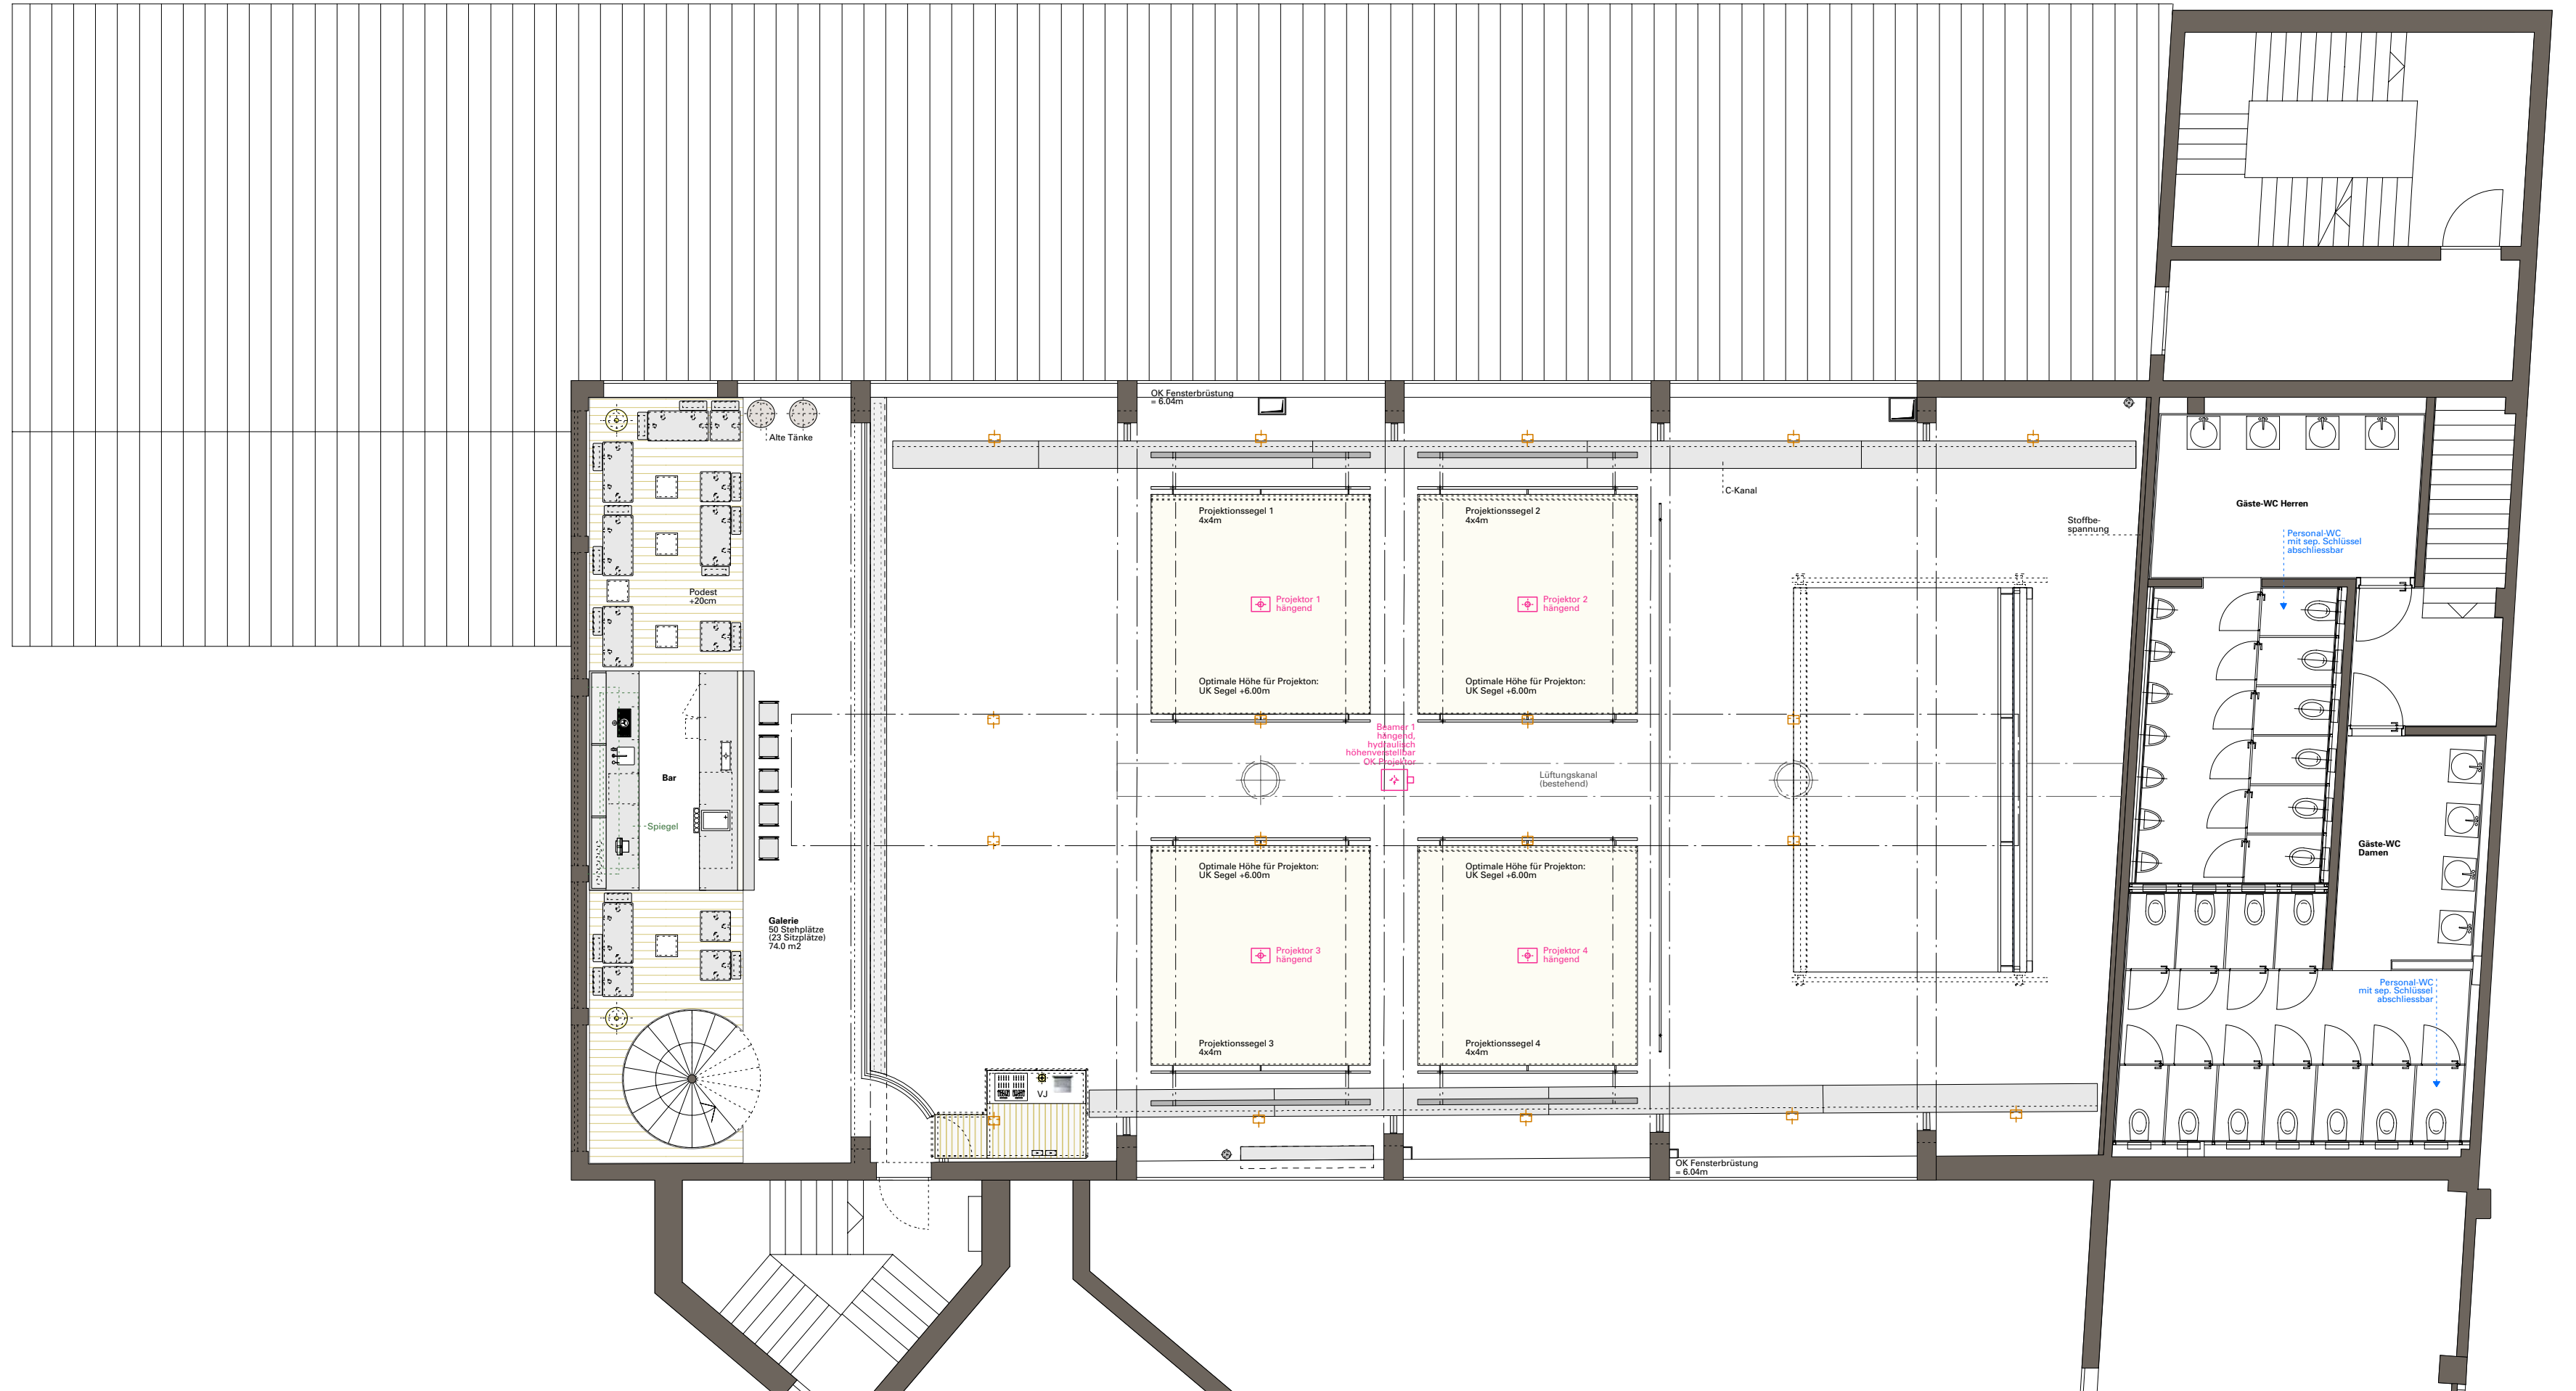 OK Fensterbrüstung
= 6.04m
Alte Tänke
C-Kanal
Projektionssegel 1
4x4m
Projektionssegel 2
4x4m
Stoffbe-
spannung
Gäste-WC Herren
Personal-WC
mit sep. Schlüssel
abschliessbar
Podest
+20cm
Projektor 1
hängend
Projektor 2
hängend
Optimale Höhe für Projekton:
UK Segel +6.00m
Optimale Höhe für Projekton:
UK Segel +6.00m
Beamer 1
hängend,
hydraulisch
höhenverstellbar
OK Projektor
Bar
Lüftungskanal
(bestehend)
Spiegel
Gäste-WC
Damen
Optimale Höhe für Projekton:
UK Segel +6.00m
Optimale Höhe für Projekton:
UK Segel +6.00m
Galerie
50 Stehplätze
(23 Sitzplätze)
74.0 m2
Projektor 3
hängend
Projektor 4
hängend
Personal-WC
mit sep. Schlüssel
abschliessbar
Projektionssegel 3
4x4m
Projektionssegel 4
4x4m
VJ
OK Fensterbrüstung
= 6.04m